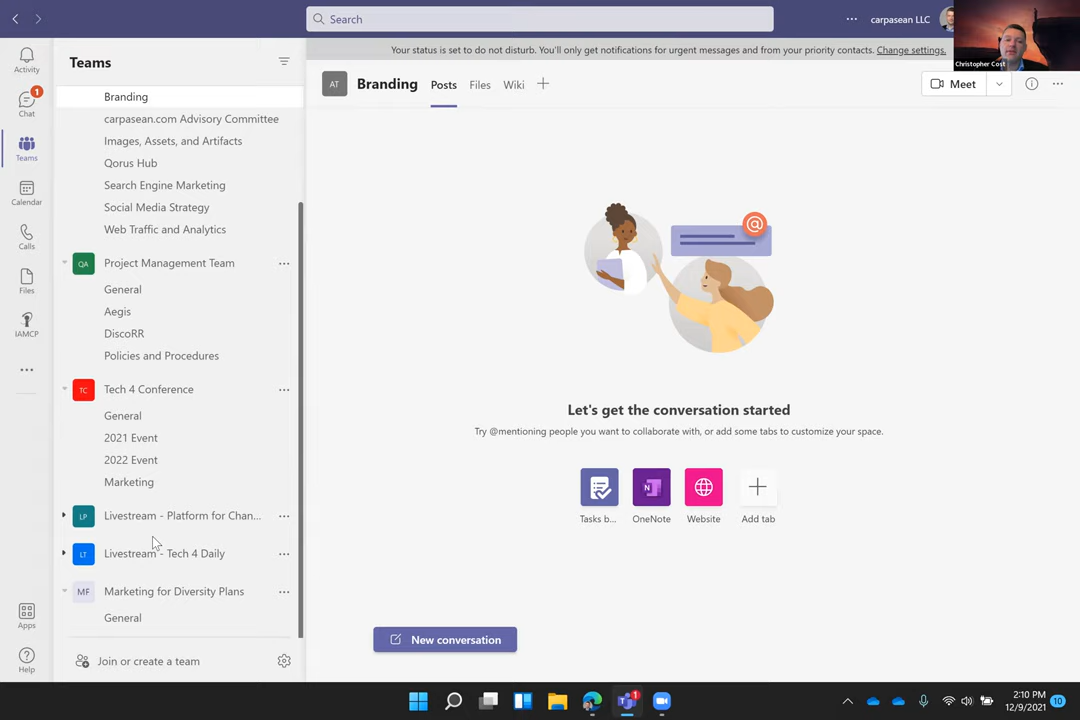 Search
carpasean LLC
Christopher Cost
Activity
Chat
1
Teams
Calendar
Calls
Files
IAMCP
Apps
Help
Teams
Branding
carpasean.com Advisory Committee
Images, Assets, and Artifacts
Qorus Hub
Search Engine Marketing
Social Media Strategy
Web Traffic and Analytics
QA Project Management Team
General
Aegis
DiscoRR
Policies and Procedures
TC Tech 4 Conference
General
2021 Event
2022 Event
Marketing
LP Livestream - Platform for Chan...
LT Livestream - Tech 4 Daily
MF Marketing for Diversity Plans
General
Join or create a team
Your status is set to do not disturb. You'll only get notifications for urgent messages and from your priority contacts. Change settings.
AT Branding Posts Files Wiki
Meet
@
Let's get the conversation started
Try @mentioning people you want to collaborate with, or add some tabs to customize your space.
N
Tasks b... OneNote Website Add tab
New conversation
1
2:10 PM
12/9/2021
10